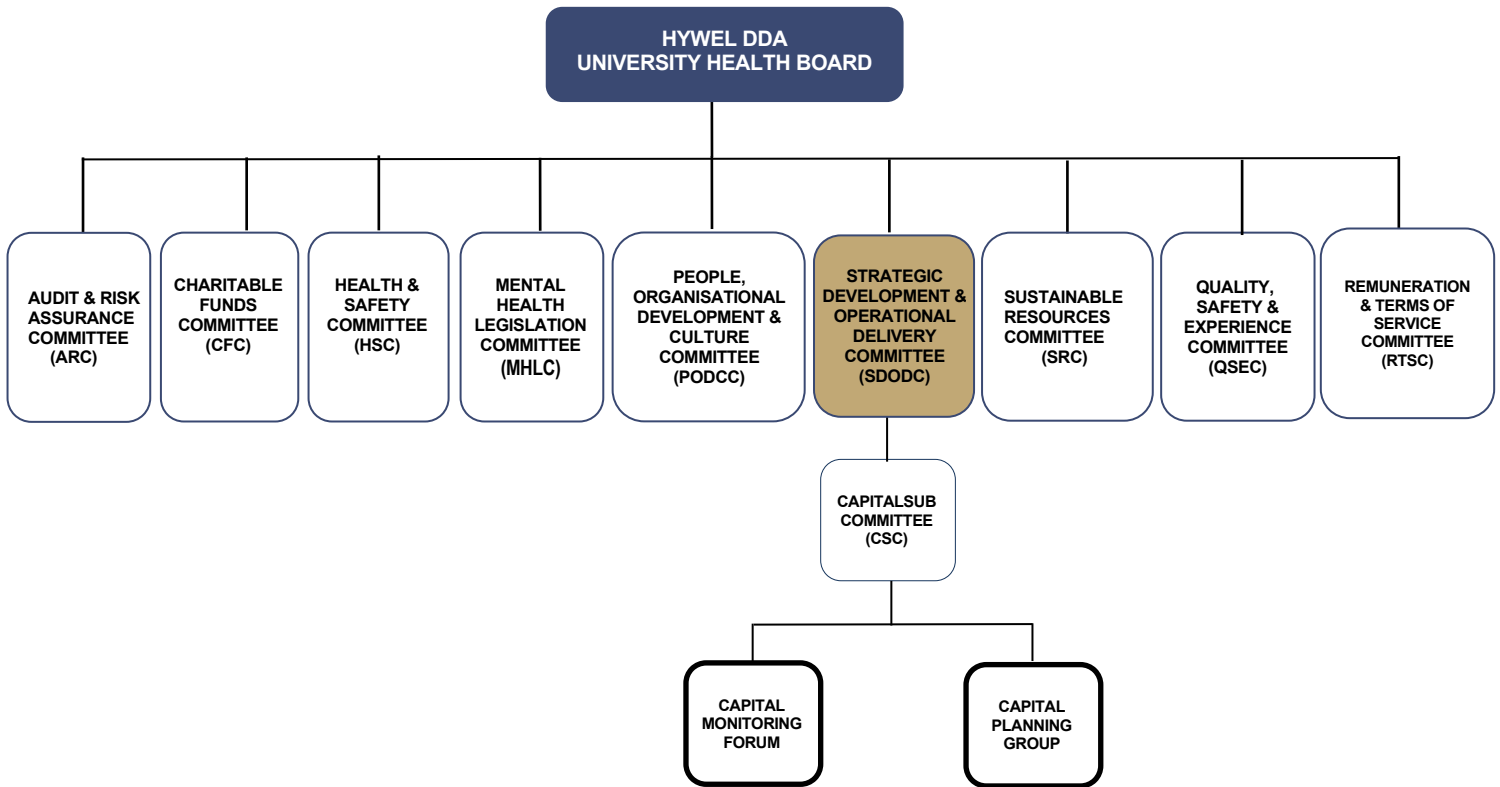 HYWEL DDA
UNIVERSITY HEALTH BOARD
AUDIT & RISK
ASSURANCE
COMMITTEE
(ARC)
CHARITABLE
FUNDS
COMMITTEE
(CFC)
HEALTH &
SAFETY
COMMITTEE
(HSC)
MENTAL
HEALTH
LEGISLATION
COMMITTEE
(MHLC)
PEOPLE,
ORGANISATIONAL
DEVELOPMENT &
CULTURE
COMMITTEE
(PODCC)
STRATEGIC
DEVELOPMENT &
OPERATIONAL
DELIVERY
COMMITTEE
(SDODC)
SUSTAINABLE
RESOURCES
COMMITTEE
(SRC)
QUALITY,
SAFETY &
EXPERIENCE
COMMITTEE
(QSEC)
REMUNERATION
& TERMS OF
SERVICE
COMMITTEE
(RTSC)
CAPITALSUB
COMMITTEE
(CSC)
CAPITAL
MONITORING
FORUM
CAPITAL
PLANNING
GROUP